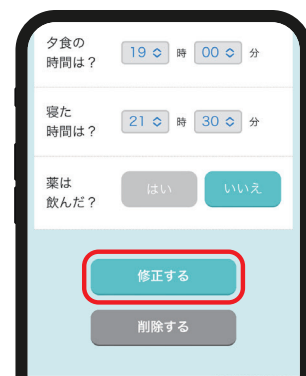 夕食の
時間は？
19 時 00 分
寝た
時間は？
21 時 30 分
薬は
飲んだ？
はい いいえ
修正する
削除する